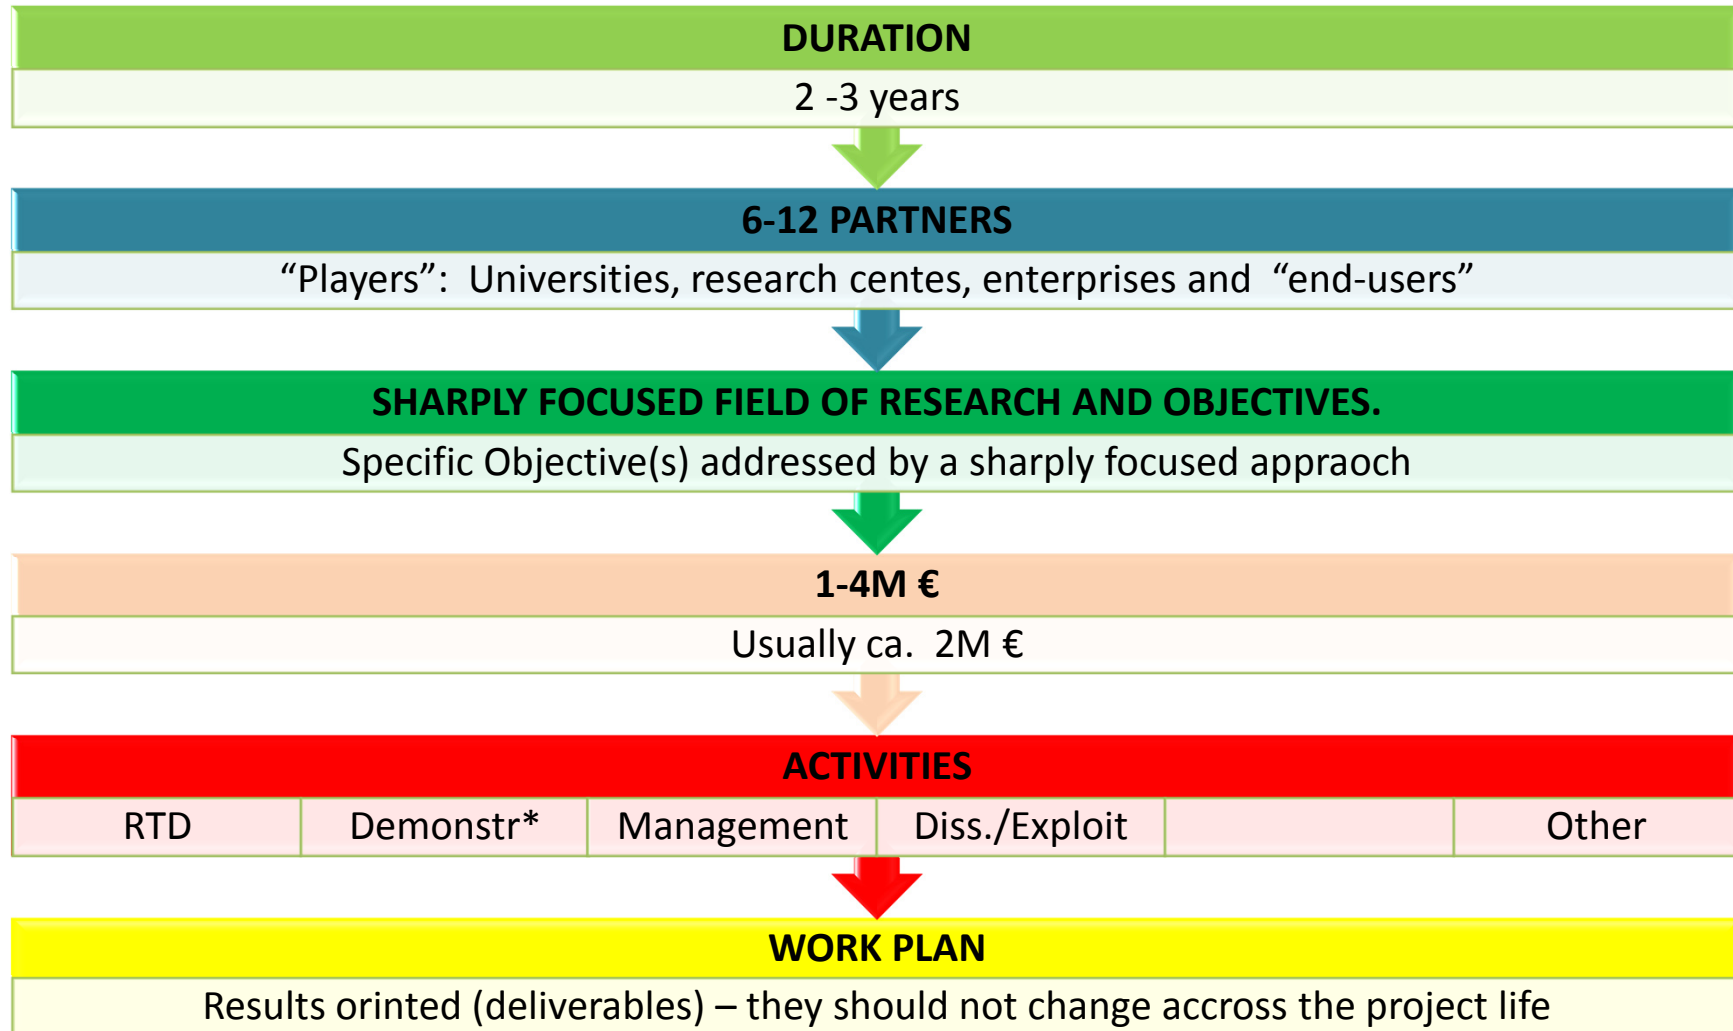 DURATION
2 -3 years
6-12 PARTNERS
“Players”:  Universities, research centes, enterprises and  “end-users”
SHARPLY FOCUSED FIELD OF RESEARCH AND OBJECTIVES.
Specific Objective(s) addressed by a sharply focused appraoch
1-4M €
Usually ca.  2M €
ACTIVITIES
RTD Demonstr* Management Diss./Exploit Other
WORK PLAN
Results orinted (deliverables) – they should not change accross the project life